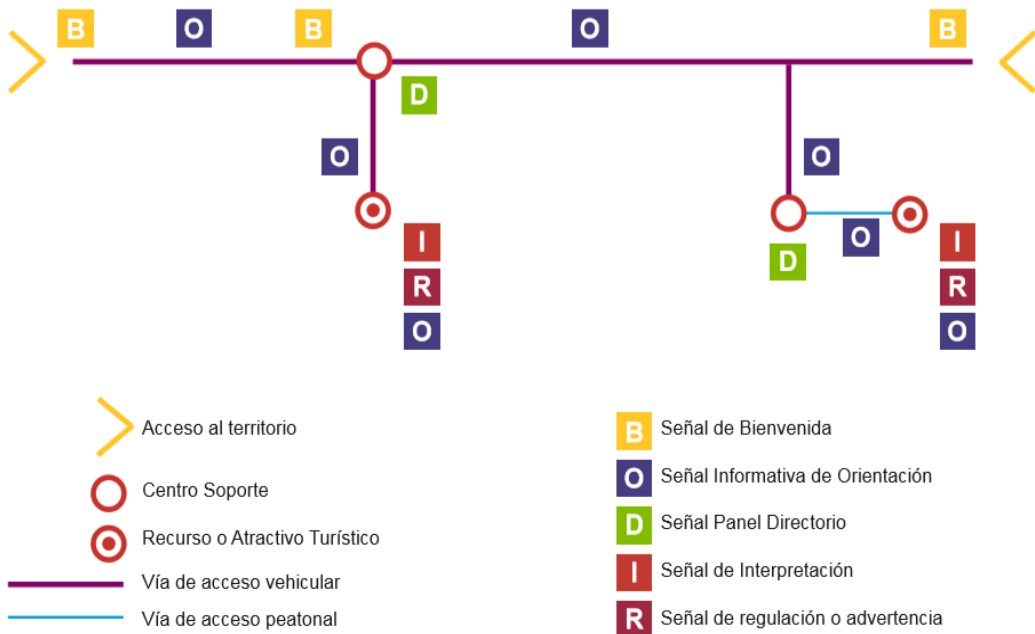 B O B O B
D
O O
I D O I
R R
O O
Acceso al territorio
Centro Soporte
Recurso o Atractivo Turístico
Vía de acceso vehicular
Vía de acceso peatonal
B Señal de Bienvenida
O Señal Informativa de Orientación
D Señal Panel Directorio
I Señal de Interpretación
R Señal de regulación o advertencia